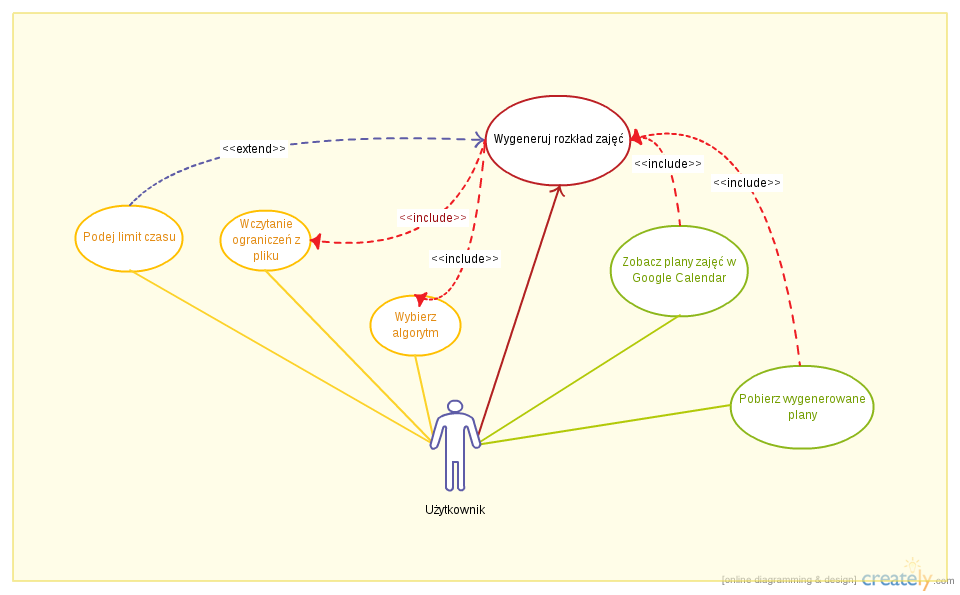 Wygeneruj rozkład zajęć
<<extend>>
<<include>>
<<include>>
<<include>>
<<include>>
Podej limit czasu
Wczytanie
ograniczeń z
pliku
Zobacz plany zajęć w
Google Calendar
Wybierz
algorytm
Pobierz wygenerowane
plany
Użytkownik
[online diagramming & design] creately.com